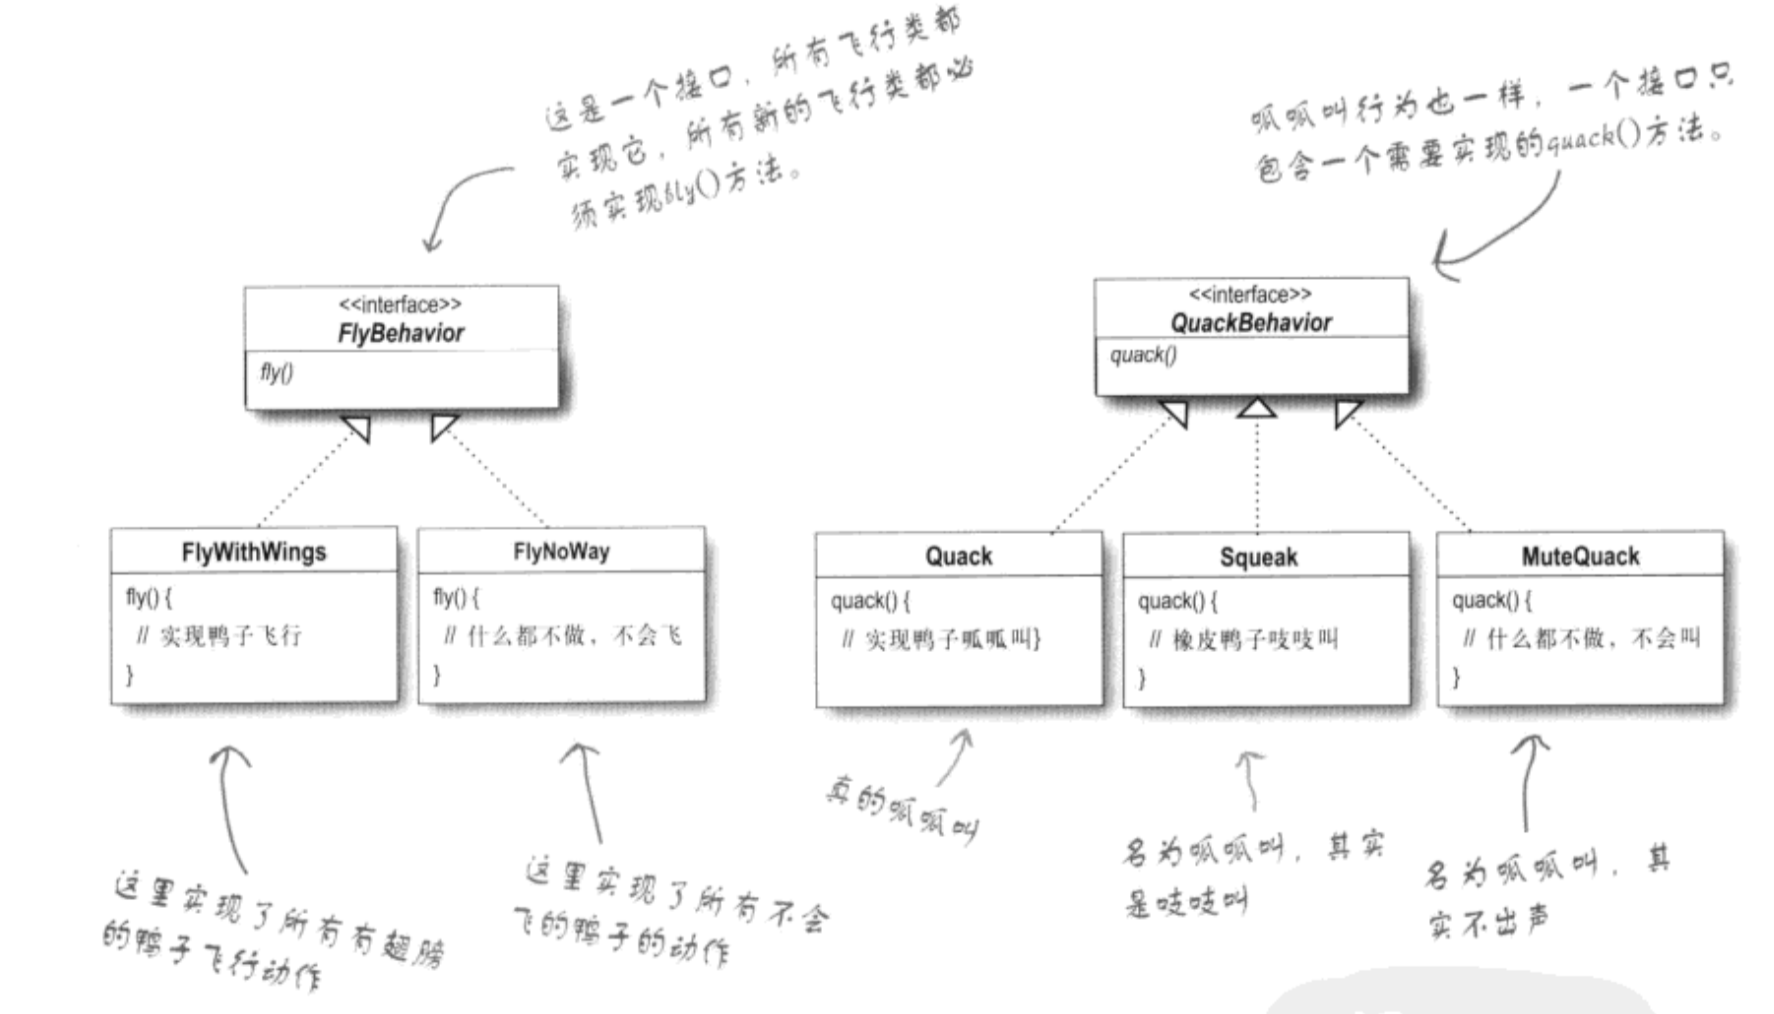 这是一个接口，所有飞行类都
实现它，所有新的飞行类都必
须实现fly()方法。
呱呱叫行为也一样，一个接口只
包含一个需要实现的quack()方法。
<<interface>>
FlyBehavior
fly()
<<interface>>
QuackBehavior
quack()
FlyWithWings
fly() {
// 实现鸭子飞行
}
FlyNoWay
fly() {
// 什么都不做，不会飞
}
Quack
quack() {
// 实现鸭子呱呱叫}
Squeak
quack() {
// 橡皮鸭子吱吱叫
}
MuteQuack
quack() {
// 什么都不做，不会叫
}
这里实现了所有有翅膀
的鸭子飞行动作
这里实现了所有不会
飞的鸭子的动作
真的呱呱叫
名为呱呱叫，其实
是吱吱叫
名为呱呱叫，其
实不出声